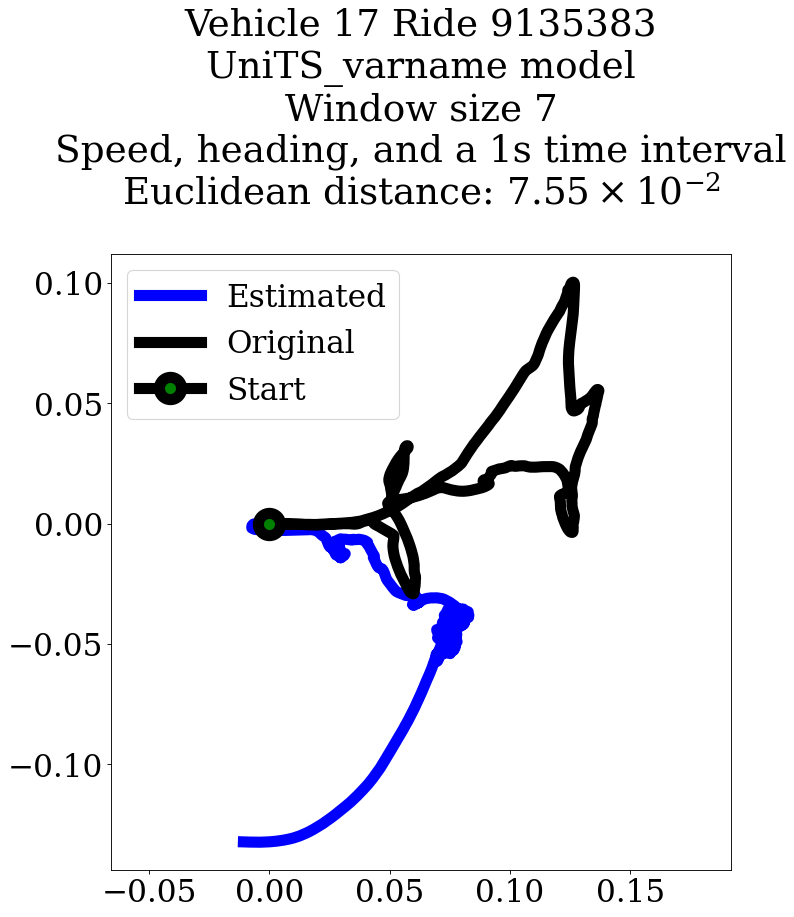 Vehicle 17 Ride 9135383
UniTS_varname model
Window size 7
Speed, heading, and a 1s time interval
Euclidean distance: 7.55 × 10⁻²
Estimated
Original
Start
0.10
0.05
0.00
−0.05
−0.10
−0.05 0.00 0.05 0.10 0.15